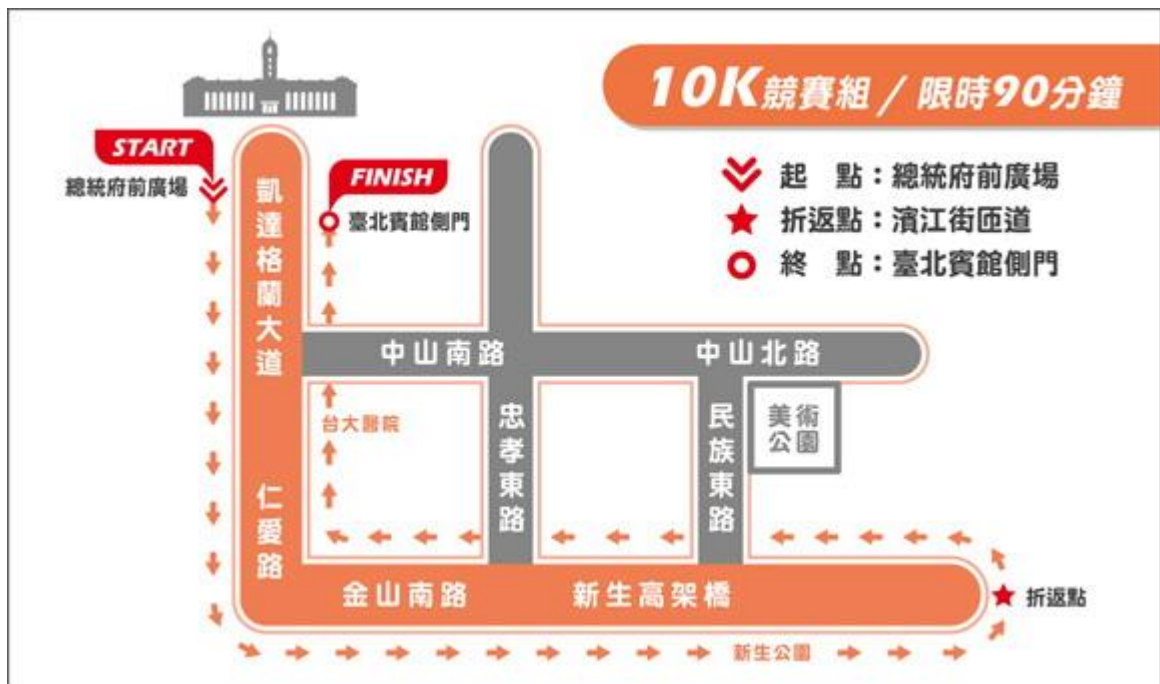 10K競賽組 / 限時90分鐘
START
總統府前廣場
FINISH
臺北賓館側門
起 點：總統府前廣場
折返點：濱江街匝道
終 點：臺北賓館側門
凱達格蘭大道
中山南路
中山北路
台大醫院
忠孝東路
民族東路
美術
公園
仁愛路
金山南路
新生高架橋
折返點
新生公園